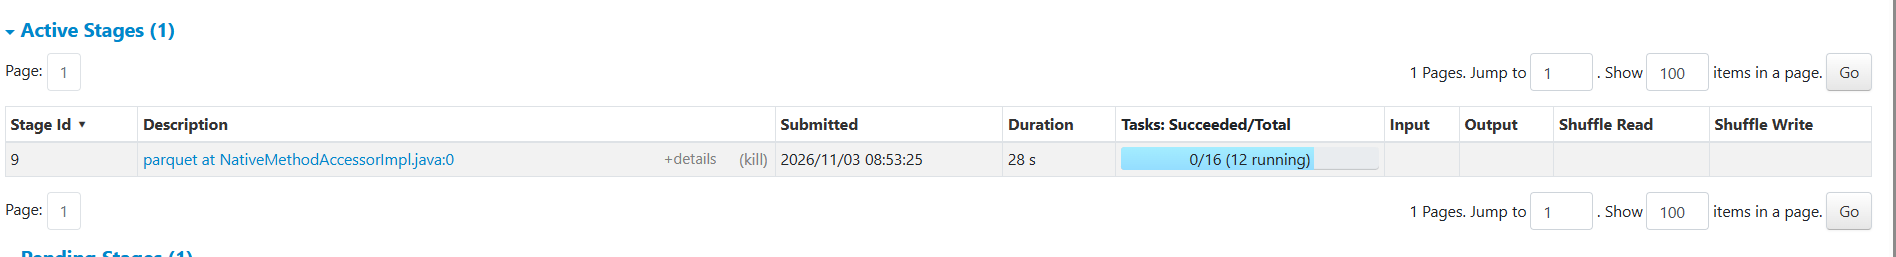 Active Stages (1)
Page: 1
1 Pages. Jump to 1 . Show 100 items in a page. Go
Stage Id ▾ Description Submitted Duration Tasks: Succeeded/Total Input Output Shuffle Read Shuffle Write
9 parquet at NativeMethodAccessorImpl.java:0 +details (kill) 2026/11/03 08:53:25 28 s 0/16 (12 running)
Page: 1
1 Pages. Jump to 1 . Show 100 items in a page. Go
Pending Stages (1)